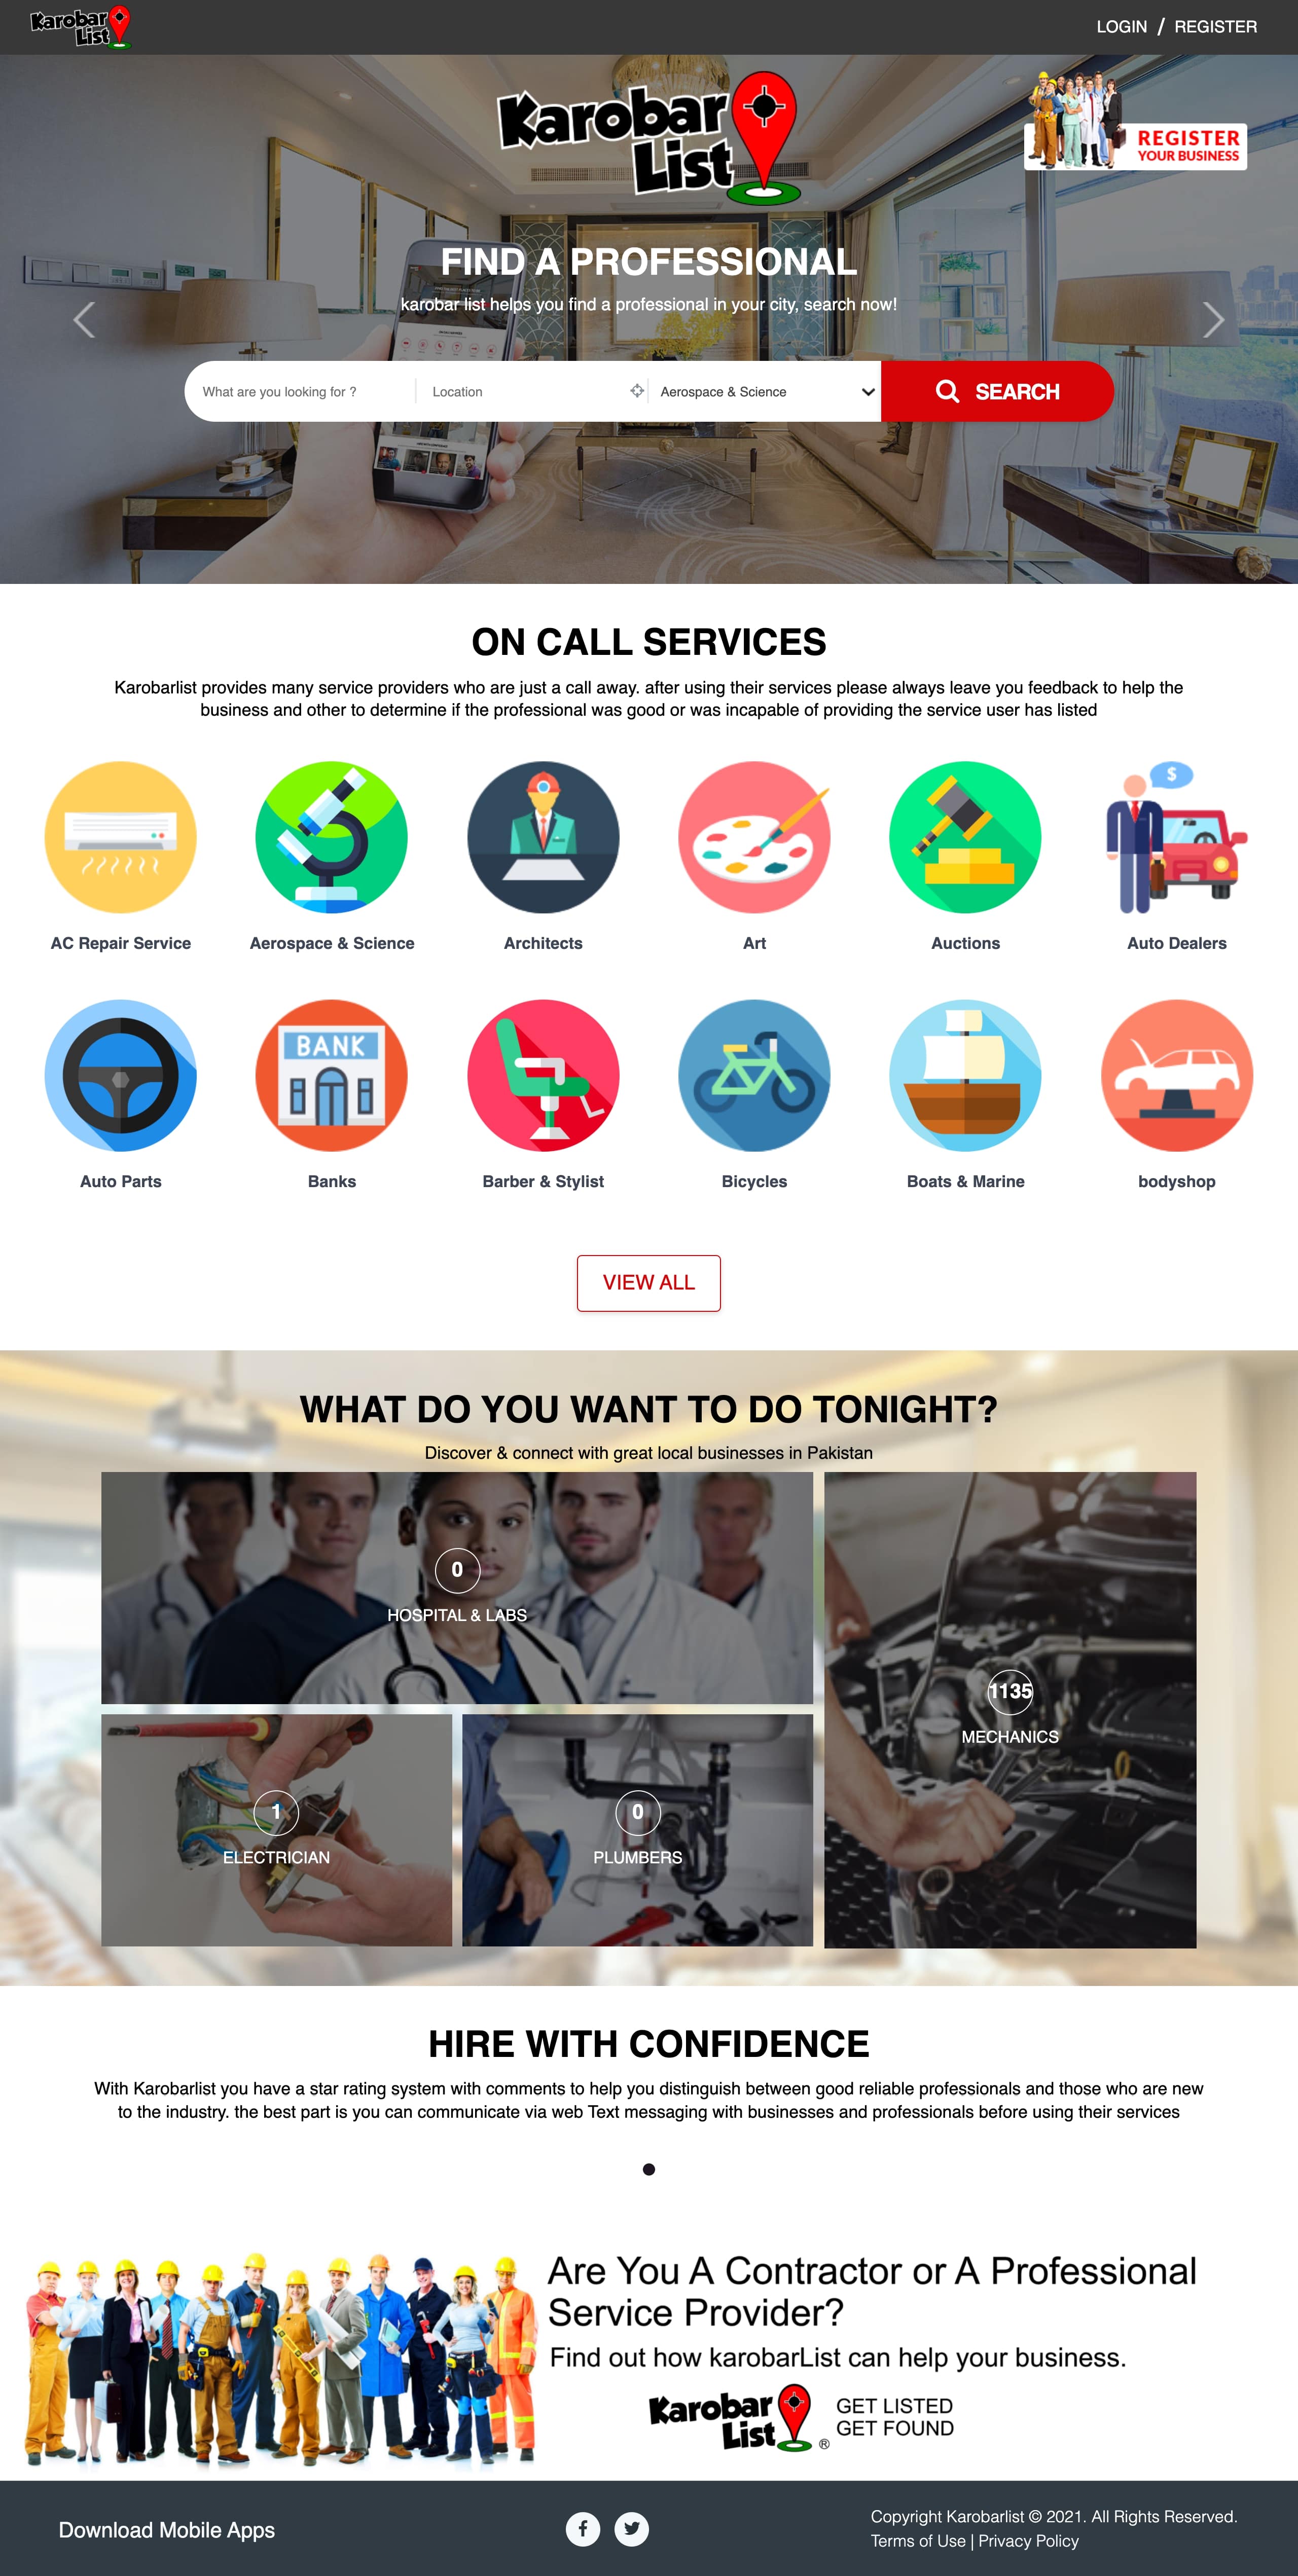 Karobar
List
LOGIN / REGISTER
Karobar
List
REGISTER
YOUR BUSINESS
FIND A PROFESSIONAL
karobar list helps you find a professional in your city, search now!
What are you looking for ?
Location
Aerospace & Science
SEARCH
ON CALL SERVICES
Karobarlist provides many service providers who are just a call away. after using their services please always leave you feedback to help the
business and other to determine if the professional was good or was incapable of providing the service user has listed
$
AC Repair Service
Aerospace & Science
Architects
Art
Auctions
Auto Dealers
BANK
Auto Parts
Banks
Barber & Stylist
Bicycles
Boats & Marine
bodyshop
VIEW ALL
WHAT DO YOU WANT TO DO TONIGHT?
Discover & connect with great local businesses in Pakistan
0
HOSPITAL & LABS
1135
MECHANICS
1
ELECTRICIAN
0
PLUMBERS
HIRE WITH CONFIDENCE
With Karobarlist you have a star rating system with comments to help you distinguish between good reliable professionals and those who are new
to the industry. the best part is you can communicate via web Text messaging with businesses and professionals before using their services
Are You A Contractor or A Professional
Service Provider?
Find out how karobarList can help your business.
Karobar
List ®
GET LISTED
GET FOUND
Download Mobile Apps
Copyright Karobarlist © 2021. All Rights Reserved.
Terms of Use | Privacy Policy